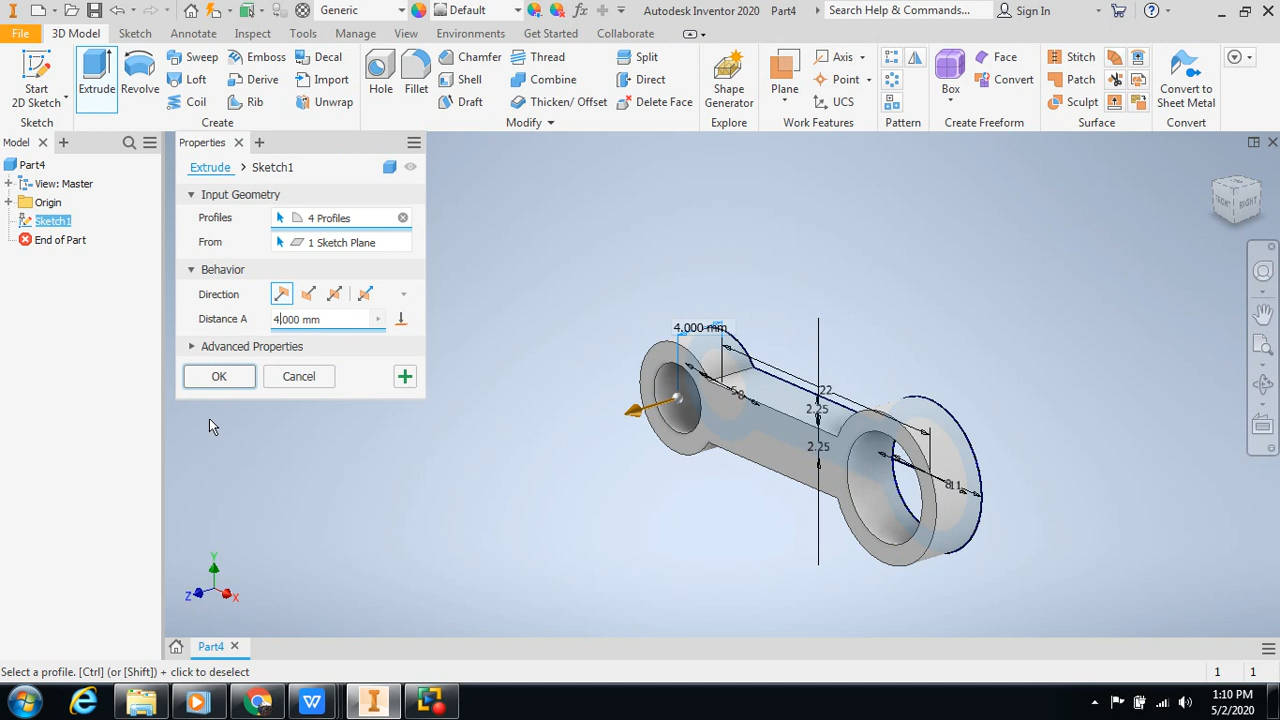 Generic
Default
Autodesk Inventor 2020 Part4
Search Help & Commands...
Sign In
File 3D Model Sketch Annotate Inspect Tools Manage View Environments Get Started Collaborate
Start
2D Sketch
Extrude
Revolve
Sweep Emboss Decal
Loft Derive Import
Coil Rib Unwrap
Hole
Fillet
Chamfer Thread Split
Shell Combine Direct
Draft Thicken/ Offset Delete Face
Shape
Generator
Plane
Axis
Point
UCS
Box
Face
Convert
Stitch
Patch
Sculpt
Convert to
Sheet Metal
Sketch Create Modify Explore Work Features Pattern Create Freeform Surface Convert
Model
Part4
View: Master
Origin
Sketch1
End of Part
Properties
Extrude > Sketch1
Input Geometry
Profiles 4 Profiles
From 1 Sketch Plane
Behavior
Direction
Distance A 4.000 mm
Advanced Properties
OK Cancel
4.000 mm
22
2.25
2.25
FRONT RIGHT
Y
Z
X
Part4
Select a profile. [Ctrl] (or [Shift]) + click to deselect
1 1
1:10 PM
5/2/2020